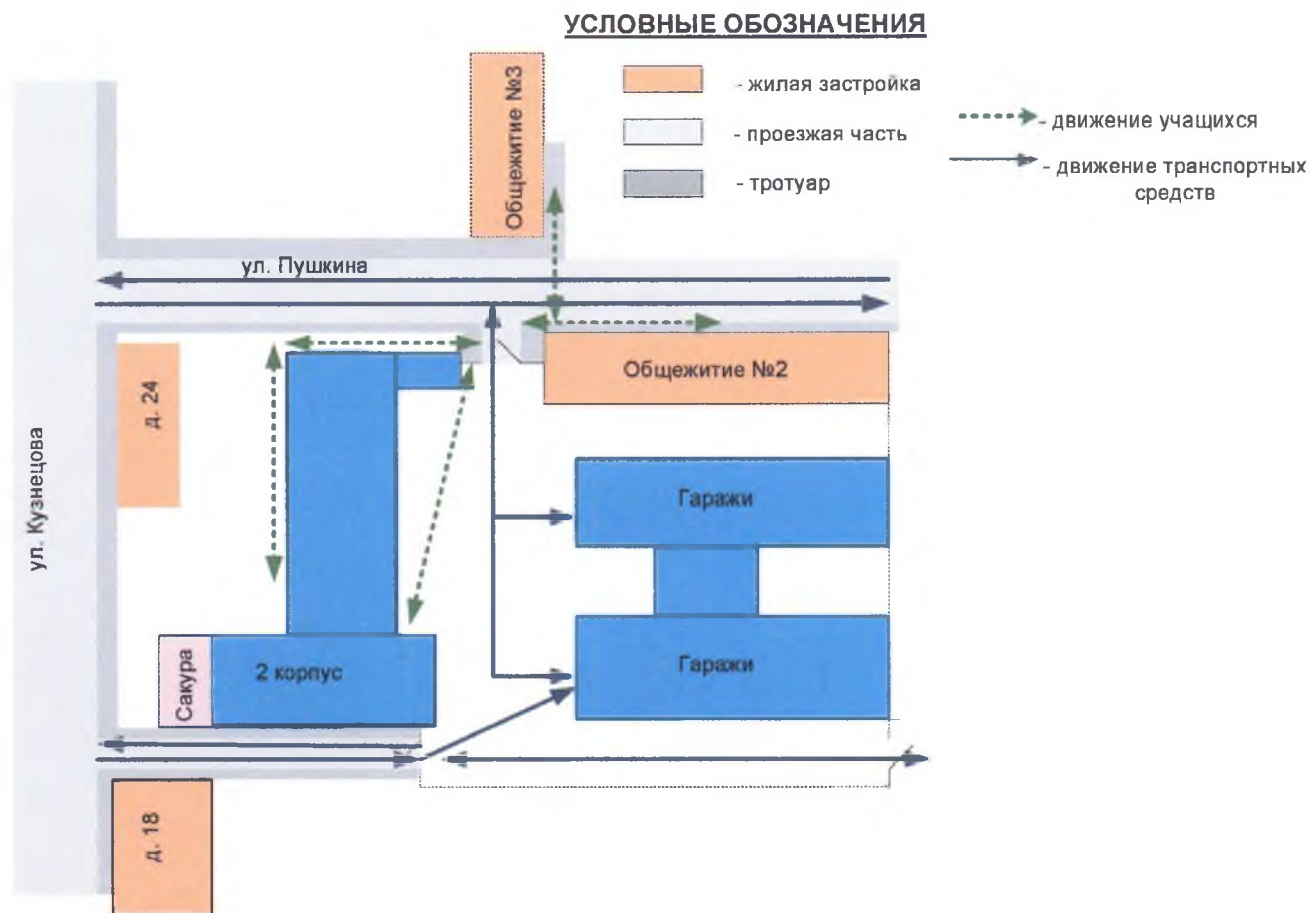 УСЛОВНЫЕ ОБОЗНАЧЕНИЯ
- жилая застройка
- проезжая часть
- тротуар
- движение учащихся
- движение транспортных
средств
Общежитие №3
ул. Пушкина
ул. Кузнецова
д. 24
Общежитие №2
Гаражи
Гаражи
Сакура
2 корпус
д. 18